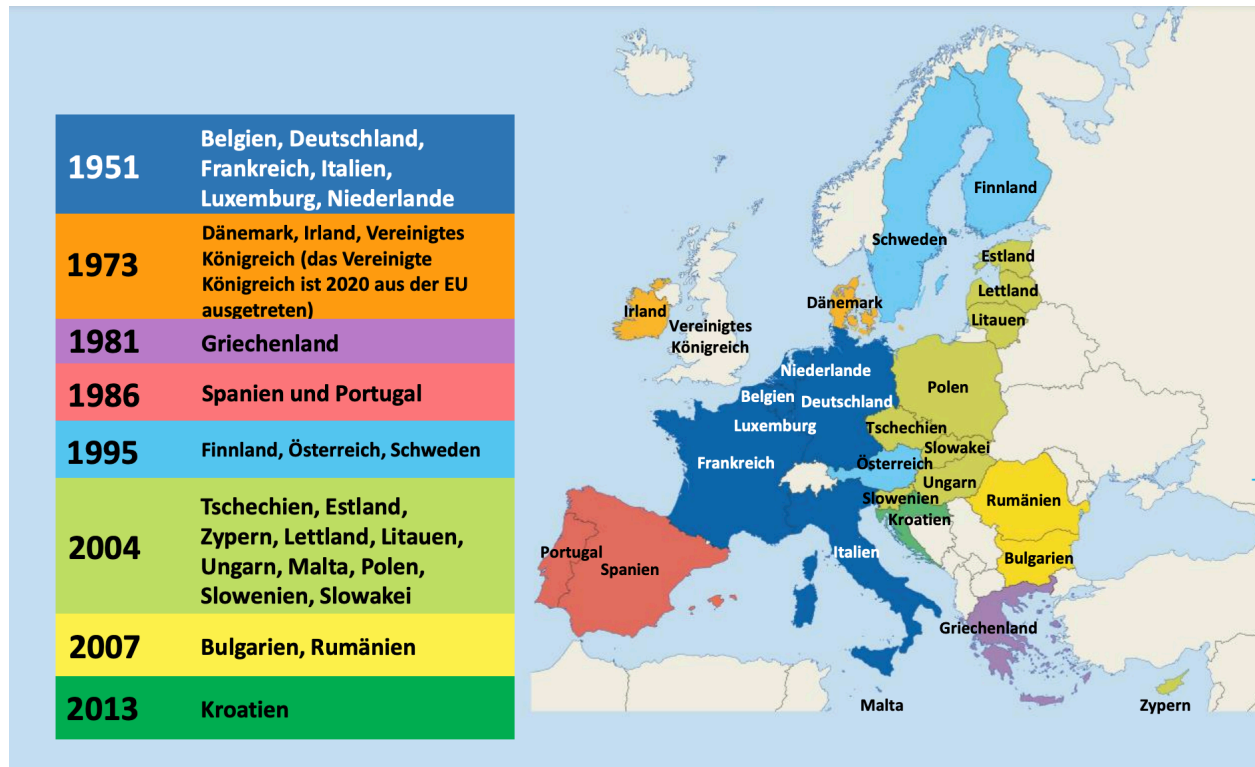 1951
Belgien, Deutschland,
Frankreich, Italien,
Luxemburg, Niederlande
1973
Dänemark, Irland, Vereinigtes
Königreich (das Vereinigte
Königreich ist 2020 aus der EU
ausgetreten)
1981
Griechenland
1986
Spanien und Portugal
1995
Finnland, Österreich, Schweden
2004
Tschechien, Estland,
Zypern, Lettland, Litauen,
Ungarn, Malta, Polen,
Slowenien, Slowakei
2007
Bulgarien, Rumänien
2013
Kroatien
Finnland
Schweden
Estland
Lettland
Litauen
Dänemark
Irland
Vereinigtes
Königreich
Niederlande
Belgien
Deutschland
Luxemburg
Polen
Tschechien
Slowakei
Frankreich
Österreich
Ungarn
Slowenien
Kroatien
Rumänien
Portugal
Spanien
Italien
Bulgarien
Griechenland
Malta
Zypern